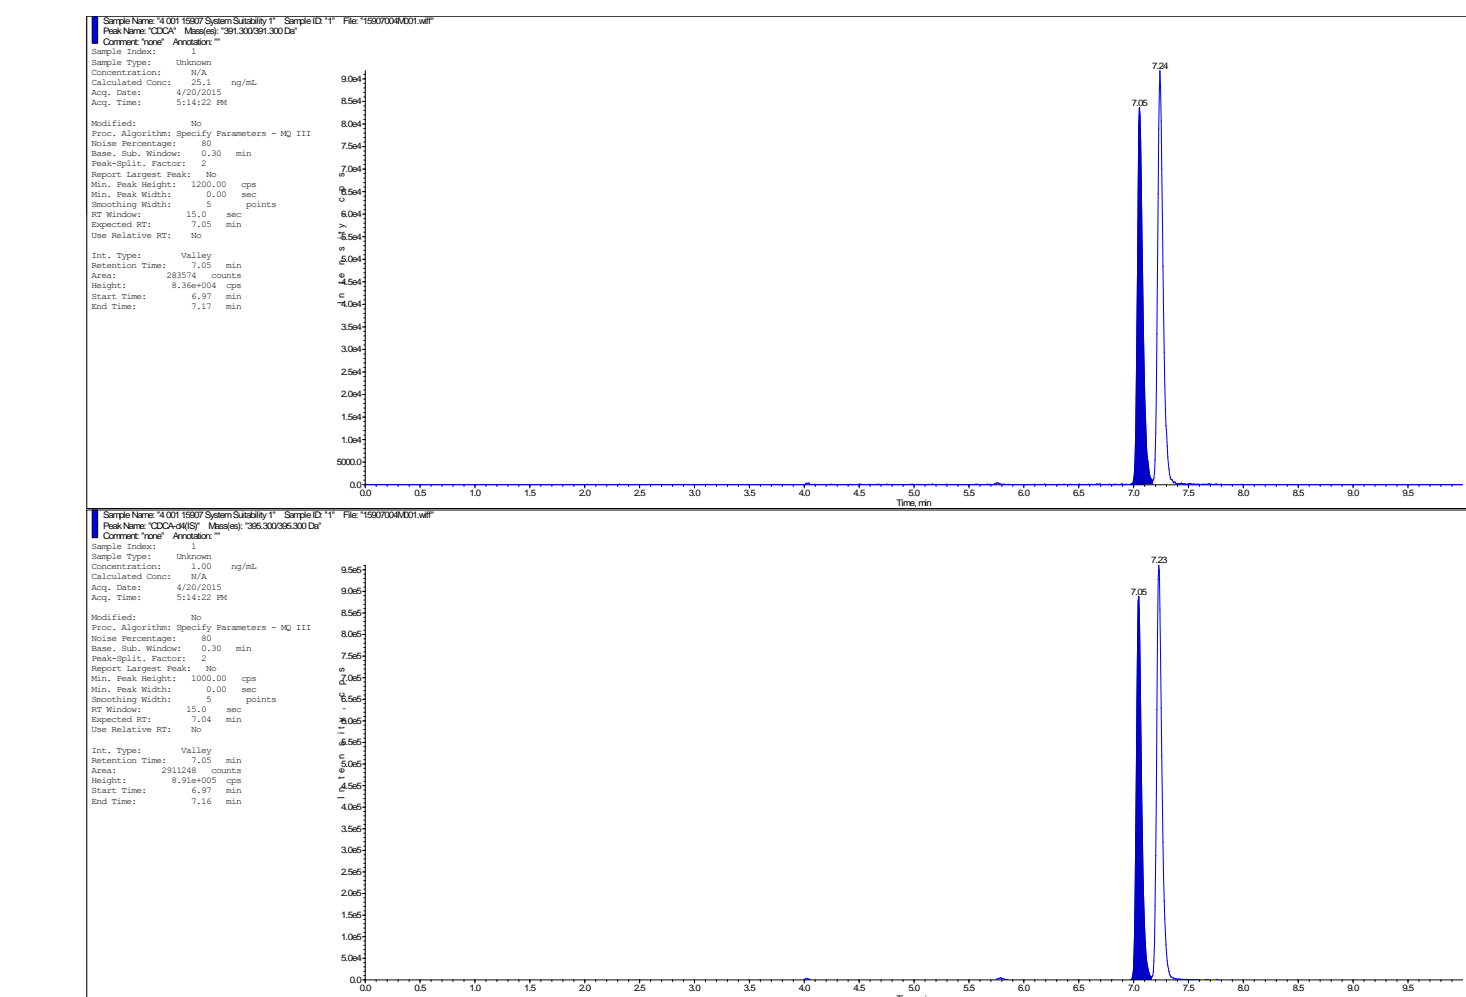 Sample Name: "4 001 15907 System Suitability 1" Sample ID: "1" File: "15907004M001.wiff"
Peak Name: "CDCA" Mass(es): "391.300/391.300 Da"
Comment: "none" Annotation: ""
Sample Index: 1
Sample Type: Unknown
Concentration: N/A
Calculated Conc: 25.1 ng/mL
Acq. Date: 4/20/2015
Acq. Time: 5:14:22 PM
Modified: No
Proc. Algorithm: Specify Parameters - MQ III
Noise Percentage: 80
Base. Sub. Window: 0.30 min
Peak-Split. Factor: 2
Report Largest Peak: No
Min. Peak Height: 1200.00 cps
Min. Peak Width: 0.00 sec
Smoothing Width: 5 points
RT Window: 15.0 sec
Expected RT: 7.05 min
Use Relative RT: No
Int. Type: Valley
Retention Time: 7.05 min
Area: 283574 counts
Height: 8.36e+004 cps
Start Time: 6.97 min
End Time: 7.17 min
Intensity, cps
9.0e4
8.5e4
8.0e4
7.5e4
7.0e4
6.5e4
6.0e4
5.5e4
5.0e4
4.5e4
4.0e4
3.5e4
3.0e4
2.5e4
2.0e4
1.5e4
1.0e4
5000.0
0.0
7.24
7.05
0.0 0.5 1.0 1.5 2.0 2.5 3.0 3.5 4.0 4.5 5.0 5.5 6.0 6.5 7.0 7.5 8.0 8.5 9.0 9.5
Time, min
Sample Name: "4 001 15907 System Suitability 1" Sample ID: "1" File: "15907004M001.wiff"
Peak Name: "CDCA-d4(IS)" Mass(es): "395.300/395.300 Da"
Comment: "none" Annotation: ""
Sample Index: 1
Sample Type: Unknown
Concentration: 1.00 ng/mL
Calculated Conc: N/A
Acq. Date: 4/20/2015
Acq. Time: 5:14:22 PM
Modified: No
Proc. Algorithm: Specify Parameters - MQ III
Noise Percentage: 80
Base. Sub. Window: 0.30 min
Peak-Split. Factor: 2
Report Largest Peak: No
Min. Peak Height: 1000.00 cps
Min. Peak Width: 0.00 sec
Smoothing Width: 5 points
RT Window: 15.0 sec
Expected RT: 7.04 min
Use Relative RT: No
Int. Type: Valley
Retention Time: 7.05 min
Area: 2911248 counts
Height: 8.91e+005 cps
Start Time: 6.97 min
End Time: 7.16 min
Intensity, cps
9.5e5
9.0e5
8.5e5
8.0e5
7.5e5
7.0e5
6.5e5
6.0e5
5.5e5
5.0e5
4.5e5
4.0e5
3.5e5
3.0e5
2.5e5
2.0e5
1.5e5
1.0e5
5.0e4
0.0
7.23
7.05
0.0 0.5 1.0 1.5 2.0 2.5 3.0 3.5 4.0 4.5 5.0 5.5 6.0 6.5 7.0 7.5 8.0 8.5 9.0 9.5